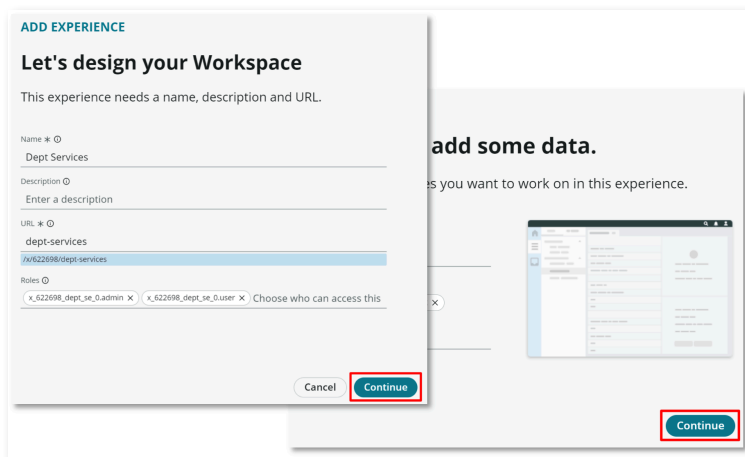 ADD EXPERIENCE
Let's design your Workspace
This experience needs a name, description and URL.
Name * ⓘ
Dept Services
Description ⓘ
Enter a description
URL * ⓘ
dept-services
/x/622698/dept-services
Roles ⓘ
x_622698_dept_se_0.admin × x_622698_dept_se_0.user × Choose who can access this
Cancel Continue
add some data.
you want to work on in this experience.
×
Continue